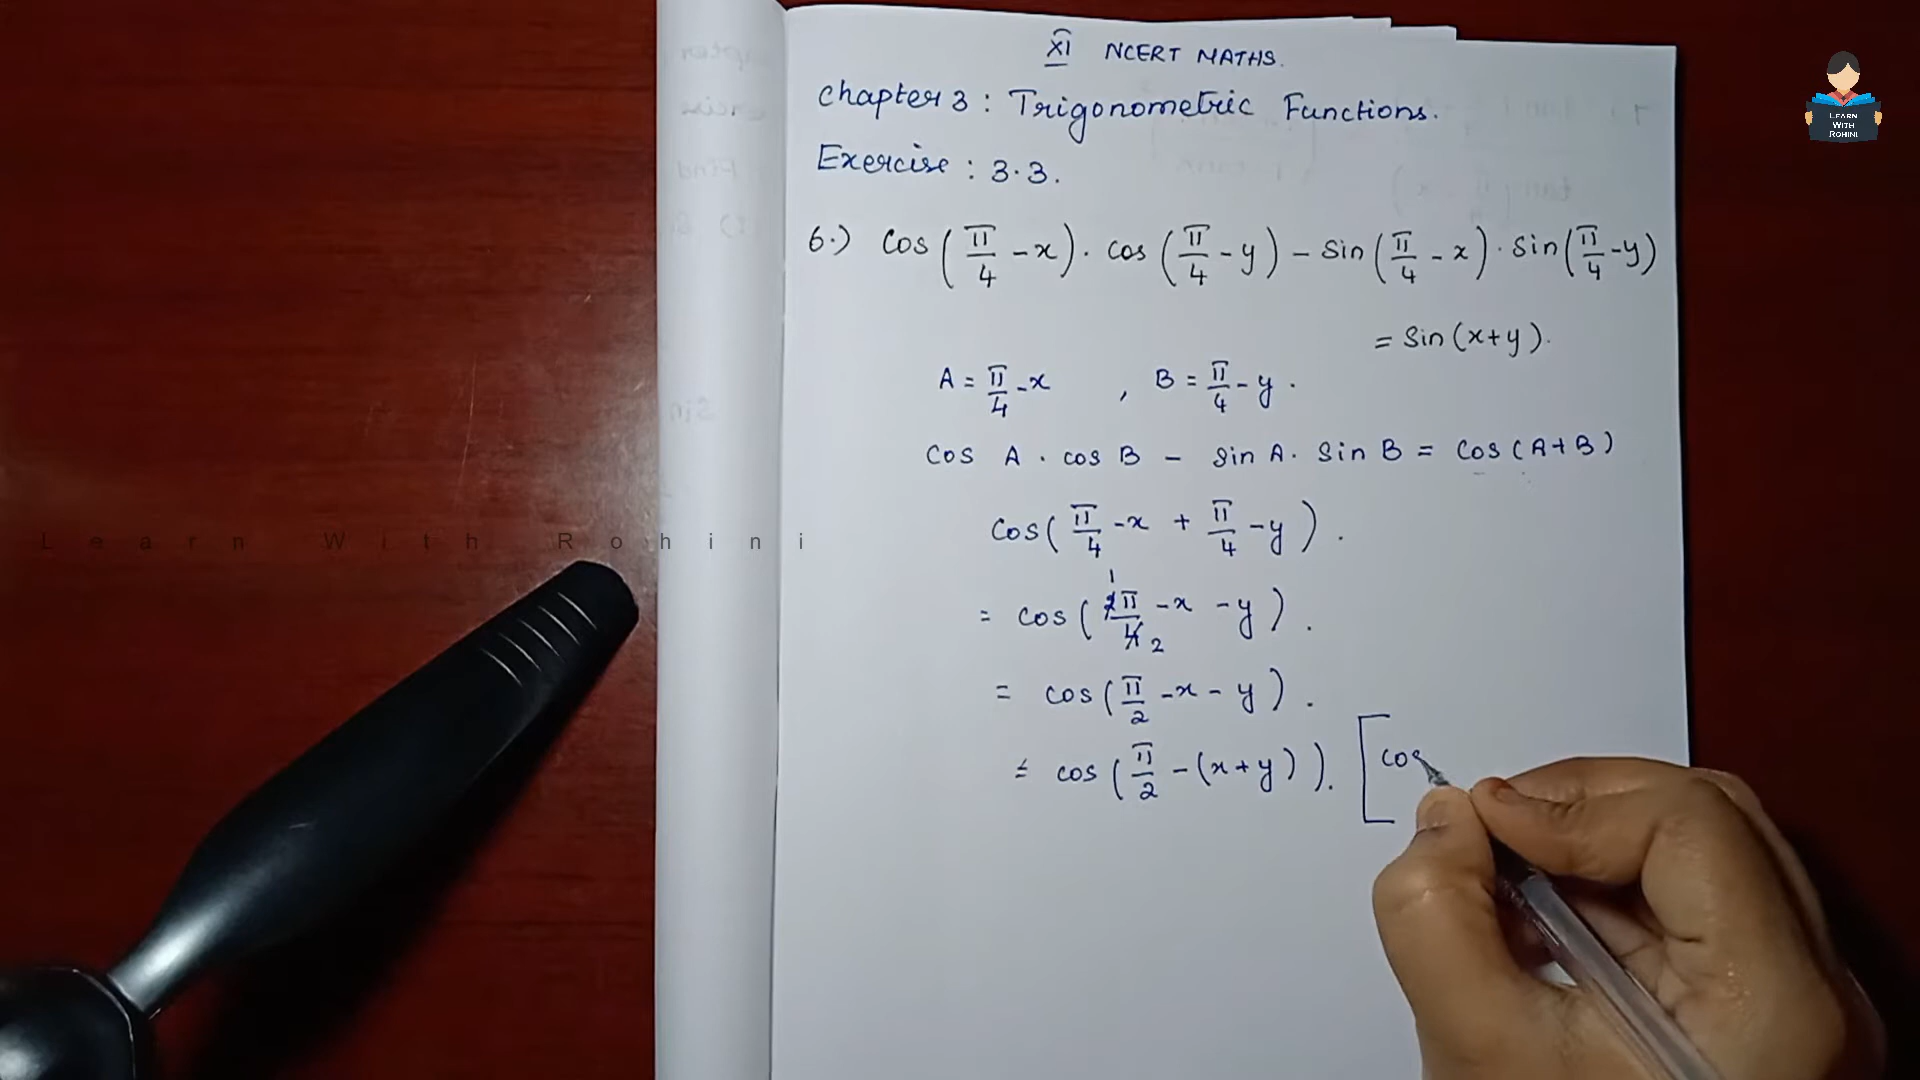 XI NCERT MATHS.
Chapter 3 : Trigonometric Functions.
Exercise : 3.3.
6.) cos(π/4 - x) . cos(π/4 - y) - sin(π/4 - x) . sin(π/4 - y)
= sin(x+y).
A = π/4 - x , B = π/4 - y .
cos A . cos B - sin A . sin B = cos(A+B)
cos(π/4 - x + π/4 - y) .
= cos(2π/4 - x - y) .
1
2
= cos(π/2 - x - y) .
= cos(π/2 - (x+y)). [cos
LEARN
WITH
ROHINI
Learn With Rohini